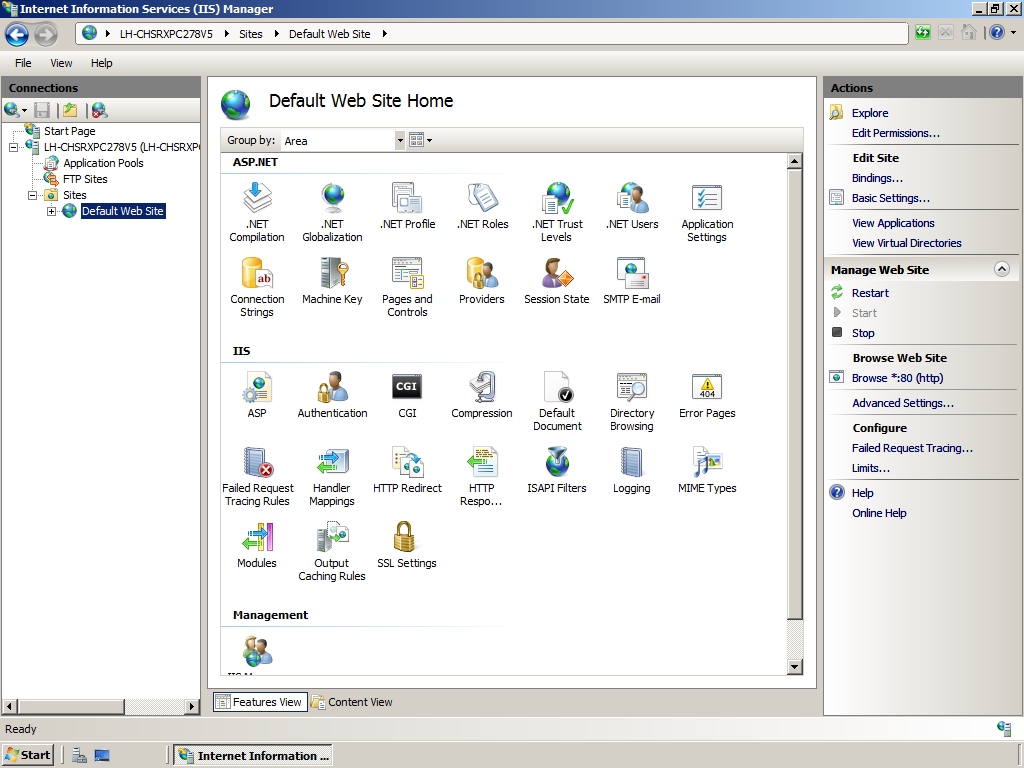 Internet Information Services (IIS) Manager
LH-CHSRXPC278V5 Sites Default Web Site
File View Help
Connections
Start Page
LH-CHSRXPC278V5 (LH-CHSRXP
Application Pools
FTP Sites
Sites
Default Web Site
Default Web Site Home
Group by: Area
ASP.NET
.NET Compilation
.NET Globalization
.NET Profile
.NET Roles
.NET Trust Levels
.NET Users
Application Settings
Connection Strings
Machine Key
Pages and Controls
Providers
Session State
SMTP E-mail
IIS
ASP
Authentication
CGI
Compression
Default Document
Directory Browsing
Error Pages
Failed Request Tracing Rules
Handler Mappings
HTTP Redirect
HTTP Respo...
ISAPI Filters
Logging
MIME Types
Modules
Output Caching Rules
SSL Settings
Management
Features View
Content View
Actions
Explore
Edit Permissions...
Edit Site
Bindings...
Basic Settings...
View Applications
View Virtual Directories
Manage Web Site
Restart
Start
Stop
Browse Web Site
Browse *:80 (http)
Advanced Settings...
Configure
Failed Request Tracing...
Limits...
Help
Online Help
Ready
Start
Internet Information ...